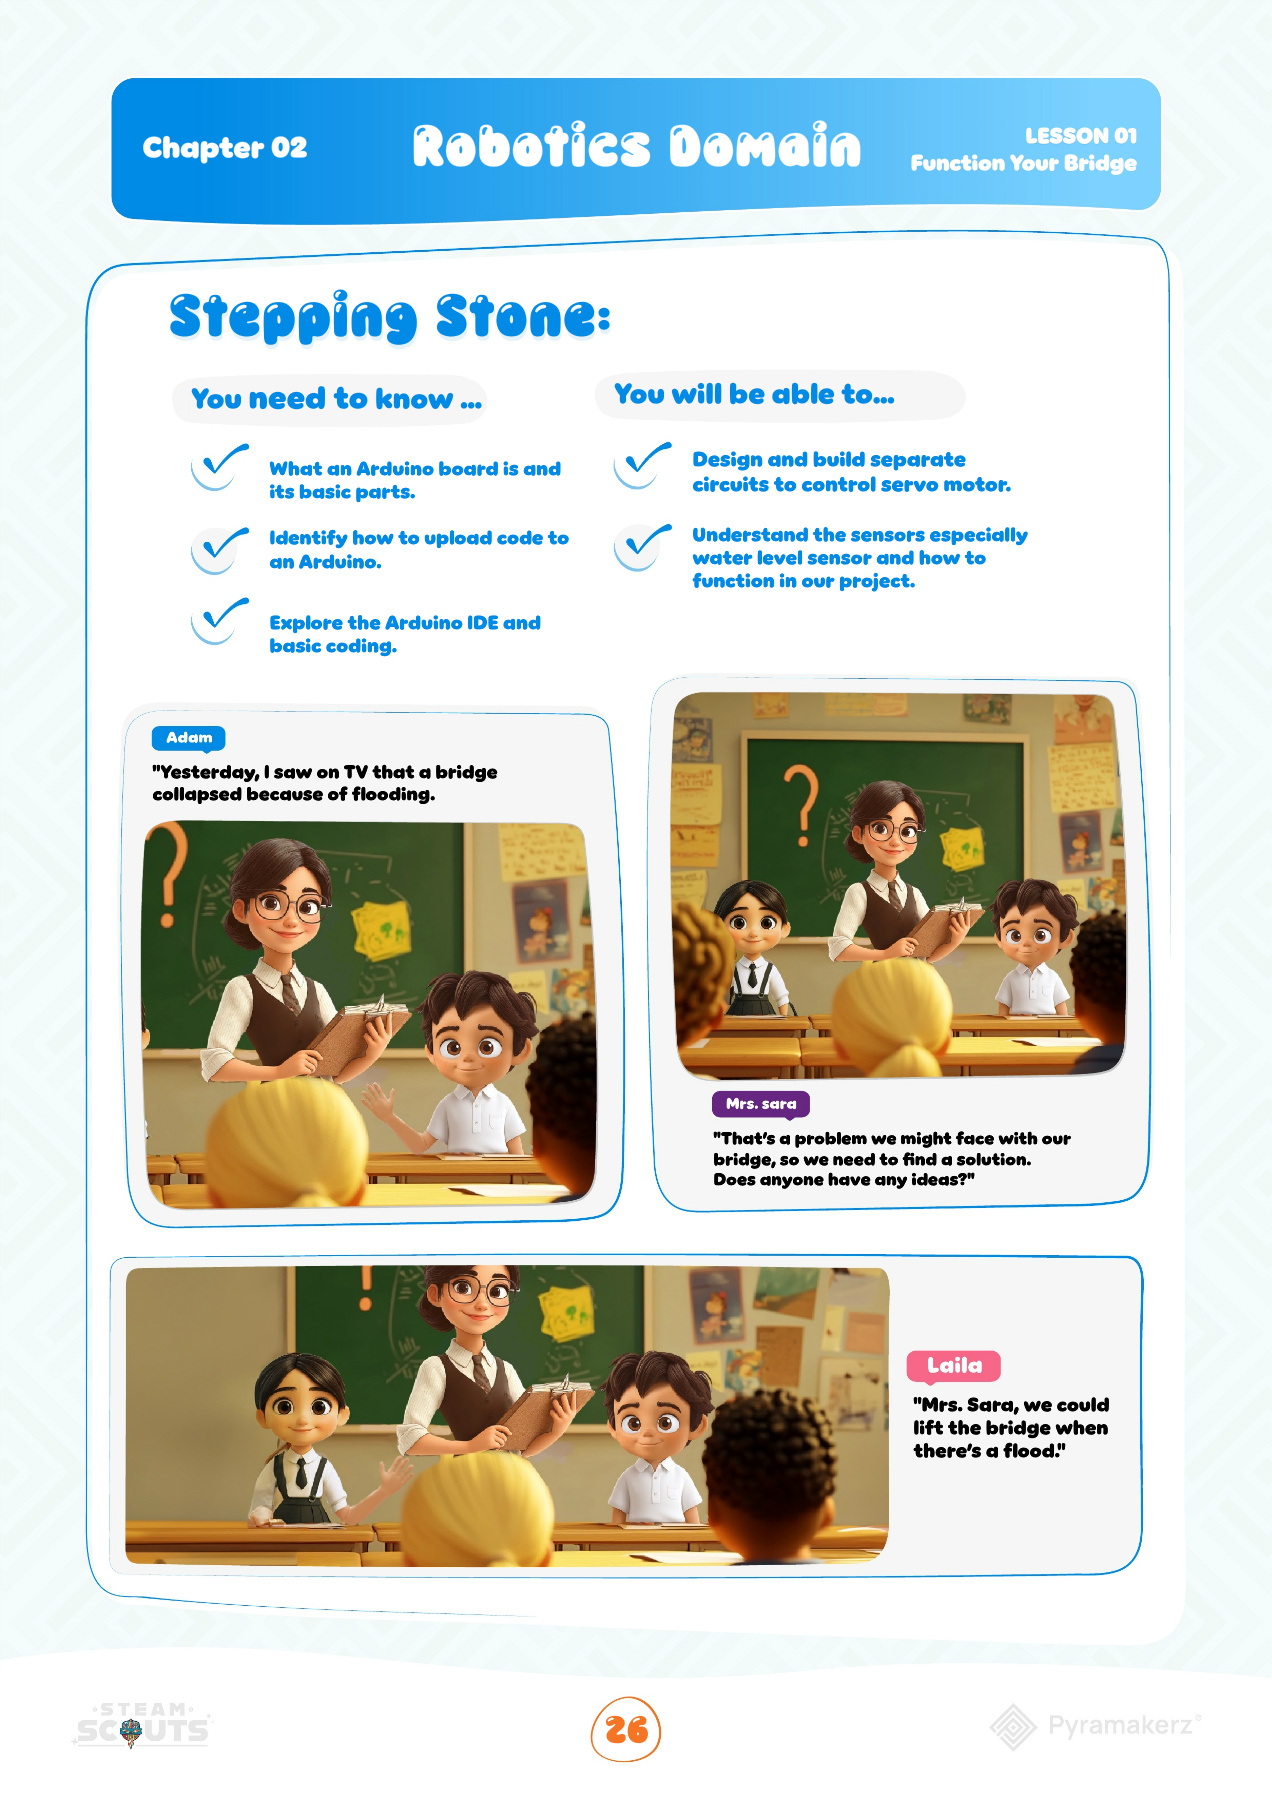 Chapter 02
Robotics Domain
LESSON 01
Function Your Bridge
Stepping Stone:
You need to know ...
What an Arduino board is and
its basic parts.
Identify how to upload code to
an Arduino.
Explore the Arduino IDE and
basic coding.
You will be able to...
Design and build separate
circuits to control servo motor.
Understand the sensors especially
water level sensor and how to
function in our project.
Adam
"Yesterday, I saw on TV that a bridge
collapsed because of flooding.
?
?
Mrs. sara
"That's a problem we might face with our
bridge, so we need to find a solution.
Does anyone have any ideas?"
Laila
"Mrs. Sara, we could
lift the bridge when
there's a flood."
STEAM
SCOUTS
26
Pyramakerz